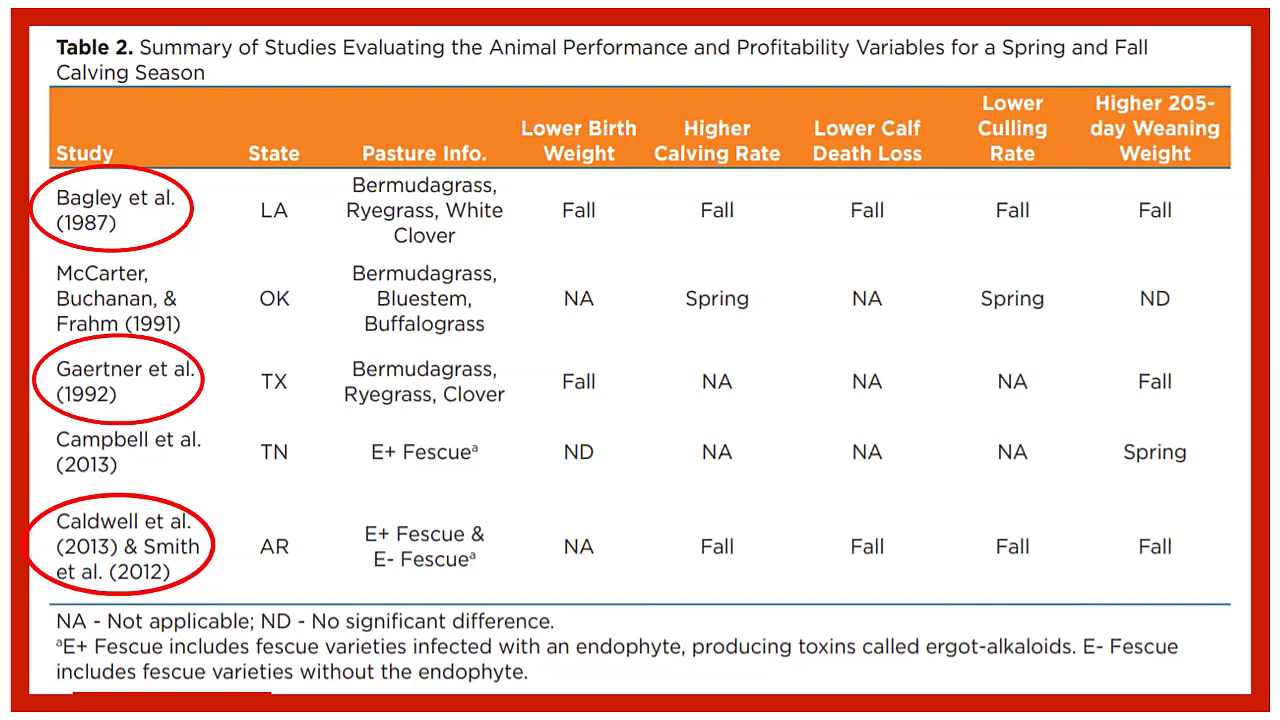 Table 2. Summary of Studies Evaluating the Animal Performance and Profitability Variables for a Spring and Fall
Calving Season
Study
State
Pasture Info.
Lower Birth
Weight
Higher
Calving Rate
Lower Calf
Death Loss
Lower
Culling
Rate
Higher 205-
day Weaning
Weight
Bagley et al.
(1987)
LA
Bermudagrass,
Ryegrass, White
Clover
Fall
Fall
Fall
Fall
Fall
McCarter,
Buchanan, &
Frahm (1991)
OK
Bermudagrass,
Bluestem,
Buffalograss
NA
Spring
NA
Spring
ND
Gaertner et al.
(1992)
TX
Bermudagrass,
Ryegrass, Clover
Fall
NA
NA
NA
Fall
Campbell et al.
(2013)
TN
E+ Fescueª
ND
NA
NA
NA
Spring
Caldwell et al.
(2013) & Smith
et al. (2012)
AR
E+ Fescue &
E- Fescueª
NA
Fall
Fall
Fall
Fall
NA - Not applicable; ND - No significant difference.
ªE+ Fescue includes fescue varieties infected with an endophyte, producing toxins called ergot-alkaloids. E- Fescue
includes fescue varieties without the endophyte.